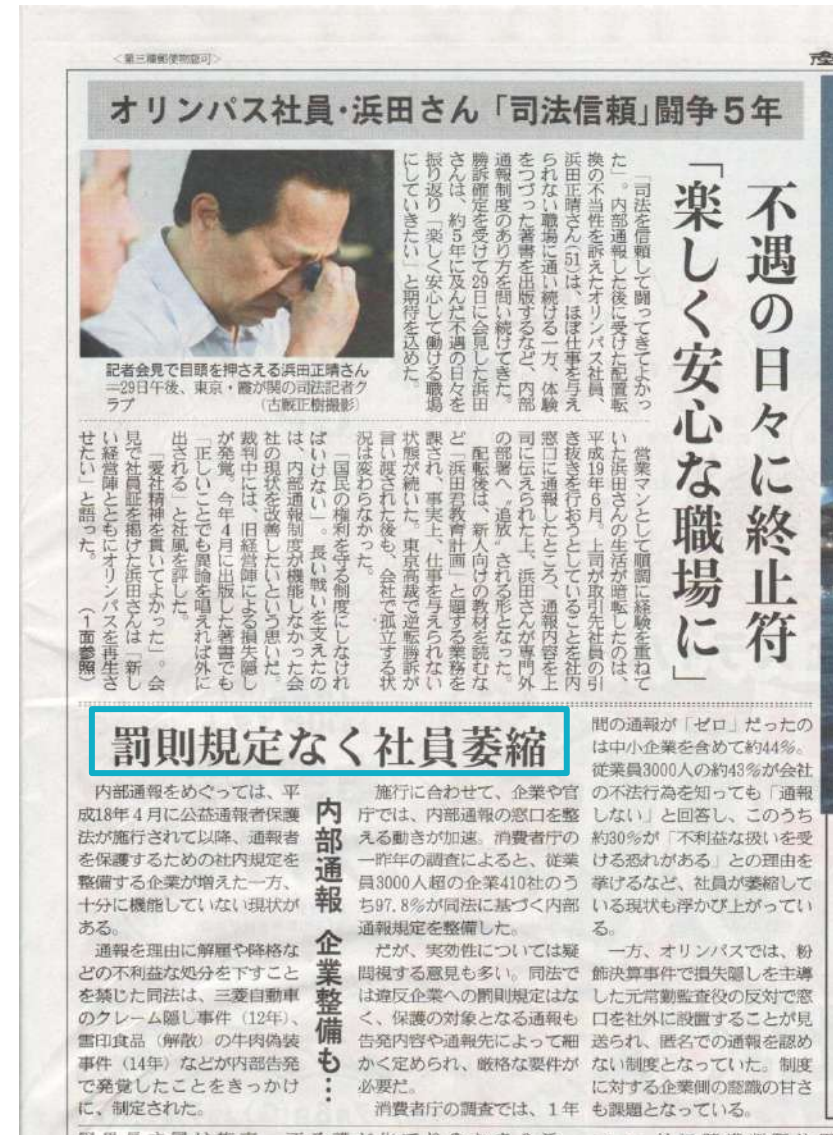 ＜第三種郵便物認可＞
オリンパス社員・浜田さん「司法信頼」闘争５年
不遇の日々に終止符
「楽しく安心な職場に」
「司法を信頼して闘ってきてよかっ
た」。内部通報した後に受けた配置転
換の不当性を訴えたオリンパス社員、
浜田正晴さん(51)は、ほぼ仕事を与え
られない職場に通い続ける一方、体験
をつづった著書を出版するなど、内部
通報制度のあり方を問い続けてきた。
勝訴確定を受けて29日に会見した浜田
さんは、約５年に及んだ不遇の日々を
振り返り「楽しく安心して働ける職場
にしていきたい」と期待を込めた。
記者会見で目頭を押さえる浜田正晴さん
＝29日午後、東京・霞が関の司法記者ク
ラブ　（古厩正樹撮影）
営業マンとして順調に経験を重ねて
いた浜田さんの生活が暗転したのは、
平成19年６月。上司が取引先社員の引
き抜きを行おうとしていることを社内
窓口に通報したところ、通報内容を上
司に伝えられた上、浜田さんが専門外
の部署へ〝追放〟される形となった。
配転後は、新人向けの教材を読むな
ど「浜田君教育計画」と題する業務を
課され、事実上、仕事を与えられない
状態が続いた。東京高裁で逆転勝訴が
言い渡された後も、会社で孤立する状
況は変わらなかった。
「国民の権利を守る制度にしなけれ
ばいけない」。長い戦いを支えたの
は、内部通報制度が機能しなかった会
社の現状を改善したいという思いだ。
裁判中には、旧経営陣による損失隠し
が発覚。今年４月に出版した著書でも
「正しいことでも異論を唱えれば外に
出される」と社風を評した。
「愛社精神を貫いてよかった」。会
見で社員証を掲げた浜田さんは「新し
い経営陣とともにオリンパスを再生さ
せたい」と語った。　（１面参照）
罰則規定なく社員萎縮
内部通報　企業整備も…
内部通報をめぐっては、平
成18年４月に公益通報者保護
法が施行されて以降、通報者
を保護するための社内規定を
整備する企業が増えた一方、
十分に機能していない現状が
ある。
通報を理由に解雇や降格な
どの不利益な処分を下すこと
を禁じた同法は、三菱自動車
のクレーム隠し事件（12年）、
雪印食品（解散）の牛肉偽装
事件（14年）などが内部告発
で発覚したことをきっかけ
に、制定された。
施行に合わせて、企業や官
庁では、内部通報の窓口を整
える動きが加速。消費者庁の
一昨年の調査によると、従業
員3000人超の企業410社のう
ち97.8％が同法に基づく内部
通報規定を整備した。
だが、実効性については疑
問視する意見も多い。同法で
は違反企業への罰則規定はな
く、保護の対象となる通報も
告発内容や通報先によって細
かく定められ、厳格な要件が
必要だ。
消費者庁の調査では、１年
間の通報が「ゼロ」だったの
は中小企業を含めて約44％。
従業員3000人の約43％が会社
の不法行為を知っても「通報
しない」と回答し、このうち
約30％が「不利益な扱いを受
ける恐れがある」との理由を
挙げるなど、社員が萎縮して
いる現状も浮かび上がってい
る。
一方、オリンパスでは、粉
飾決算事件で損失隠しを主導
した元常勤監査役の反対で窓
口を社外に設置することが見
送られ、匿名での通報を認め
ない制度となっていた。制度
に対する企業側の認識の甘さ
も課題となっている。